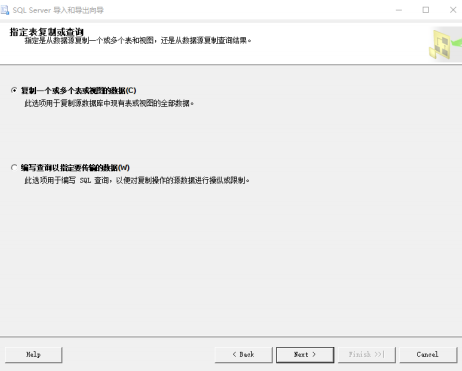 SQL Server 导入和导出向导
指定表复制或查询
指定是从数据源复制一个或多个表和视图，还是从数据源复制查询结果。
复制一个或多个表或视图的数据(C)
此选项用于复制源数据库中现有表或视图的全部数据。
编写查询以指定要传输的数据(W)
此选项用于编写 SQL 查询，以便对复制操作的源数据进行操纵或限制。
Help
< Back
Next >
Finish >>|
Cancel